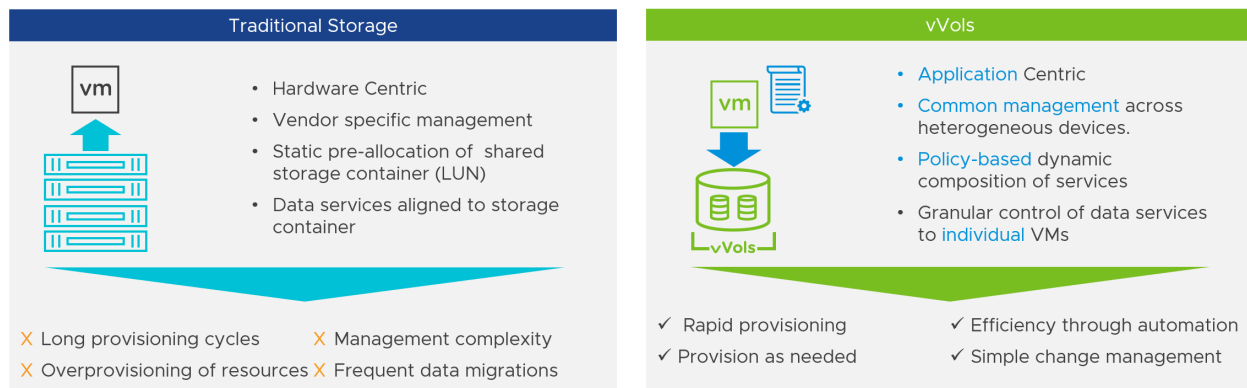 Traditional Storage
vm
• Hardware Centric
• Vendor specific management
• Static pre-allocation of shared
storage container (LUN)
• Data services aligned to storage
container
X Long provisioning cycles
X Management complexity
X Overprovisioning of resources
X Frequent data migrations
vVols
vm
vVols
• Application Centric
• Common management across
heterogeneous devices.
• Policy-based dynamic
composition of services
• Granular control of data services
to individual VMs
✓ Rapid provisioning
✓ Efficiency through automation
✓ Provision as needed
✓ Simple change management